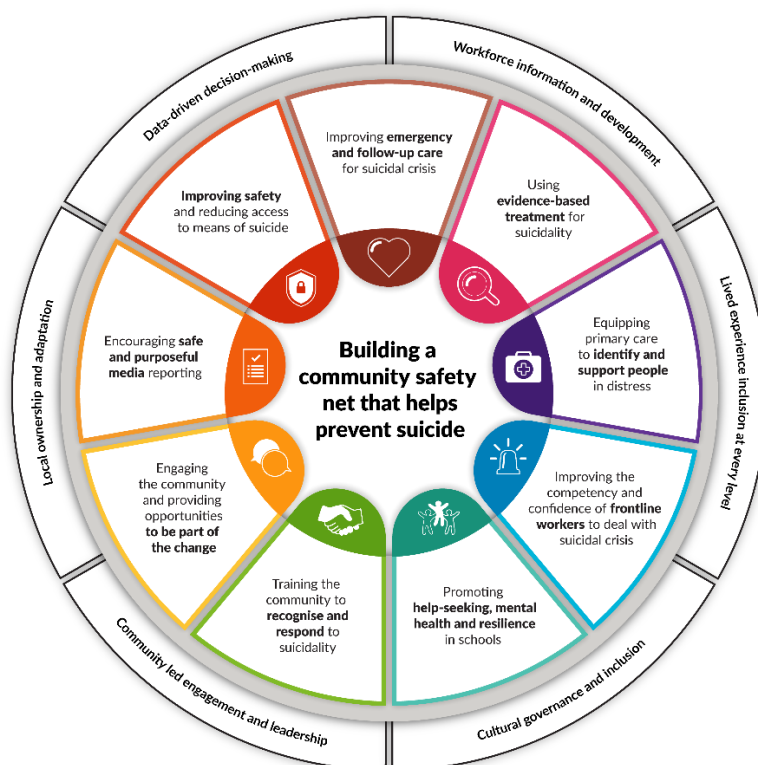 Data-driven decision-making
Workforce information and development
Lived experience inclusion at every level
Cultural governance and inclusion
Community led engagement and leadership
Local ownership and adaptation
Improving emergency
and follow-up care
for suicidal crisis
Using
evidence-based
treatment for
suicidality
Equipping
primary care
to identify and
support people
in distress
Improving the
competency and
confidence of frontline
workers to deal with
suicidal crisis
Promoting
help-seeking, mental
health and resilience
in schools
Training the
community to
recognise and
respond to
suicidality
Engaging
the community
and providing
opportunities
to be part of
the change
Encouraging safe
and purposeful
media reporting
Improving safety
and reducing access
to means of suicide
Building a
community safety
net that helps
prevent suicide